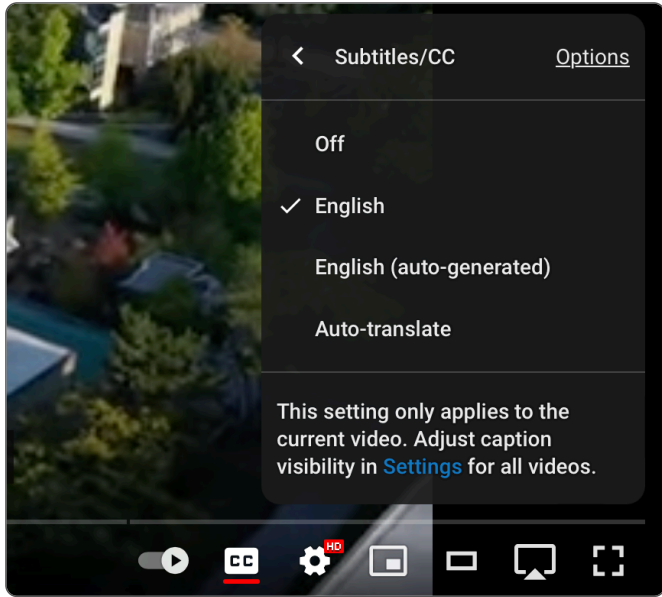 Subtitles/CC
Options
Off
English
English (auto-generated)
Auto-translate
This setting only applies to the
current video. Adjust caption
visibility in Settings for all videos.
CC
HD